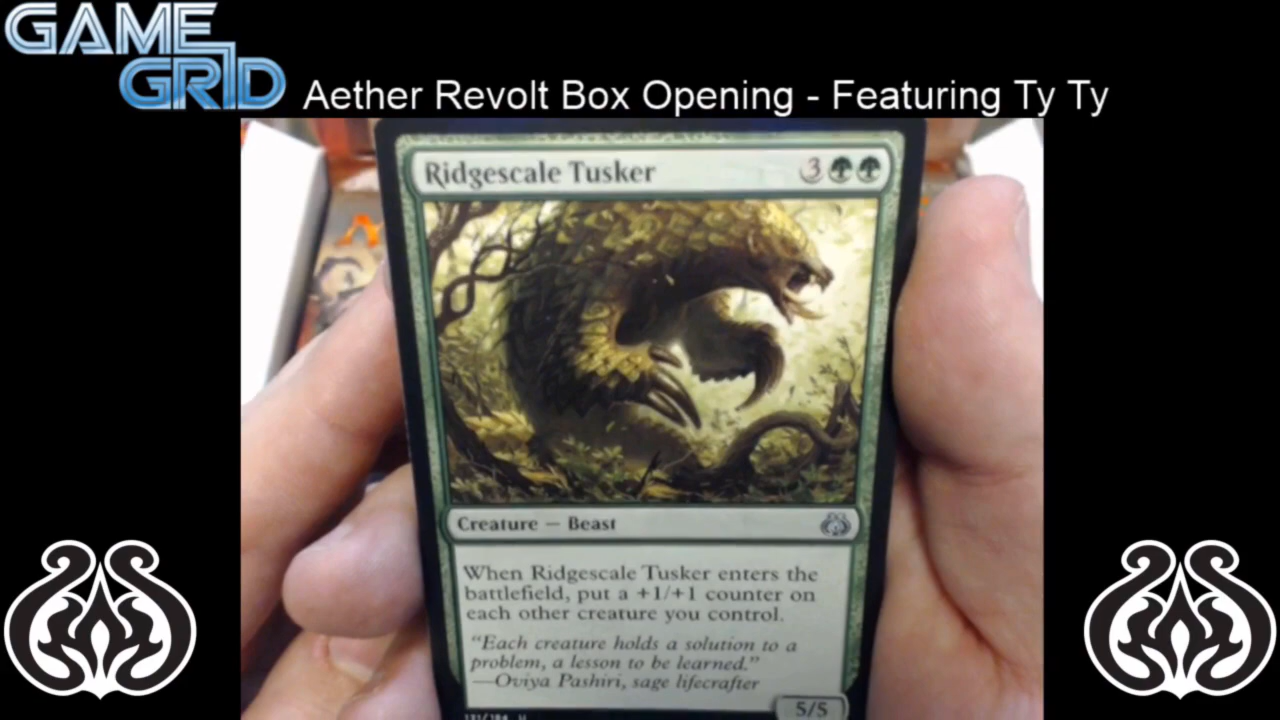 GAME
GRID
Aether Revolt Box Opening - Featuring Ty Ty
Ridgescale Tusker 3
Creature — Beast
When Ridgescale Tusker enters the
battlefield, put a +1/+1 counter on
each other creature you control.
"Each creature holds a solution to a
problem, a lesson to be learned."
—Oviya Pashiri, sage lifecrafter
5/5